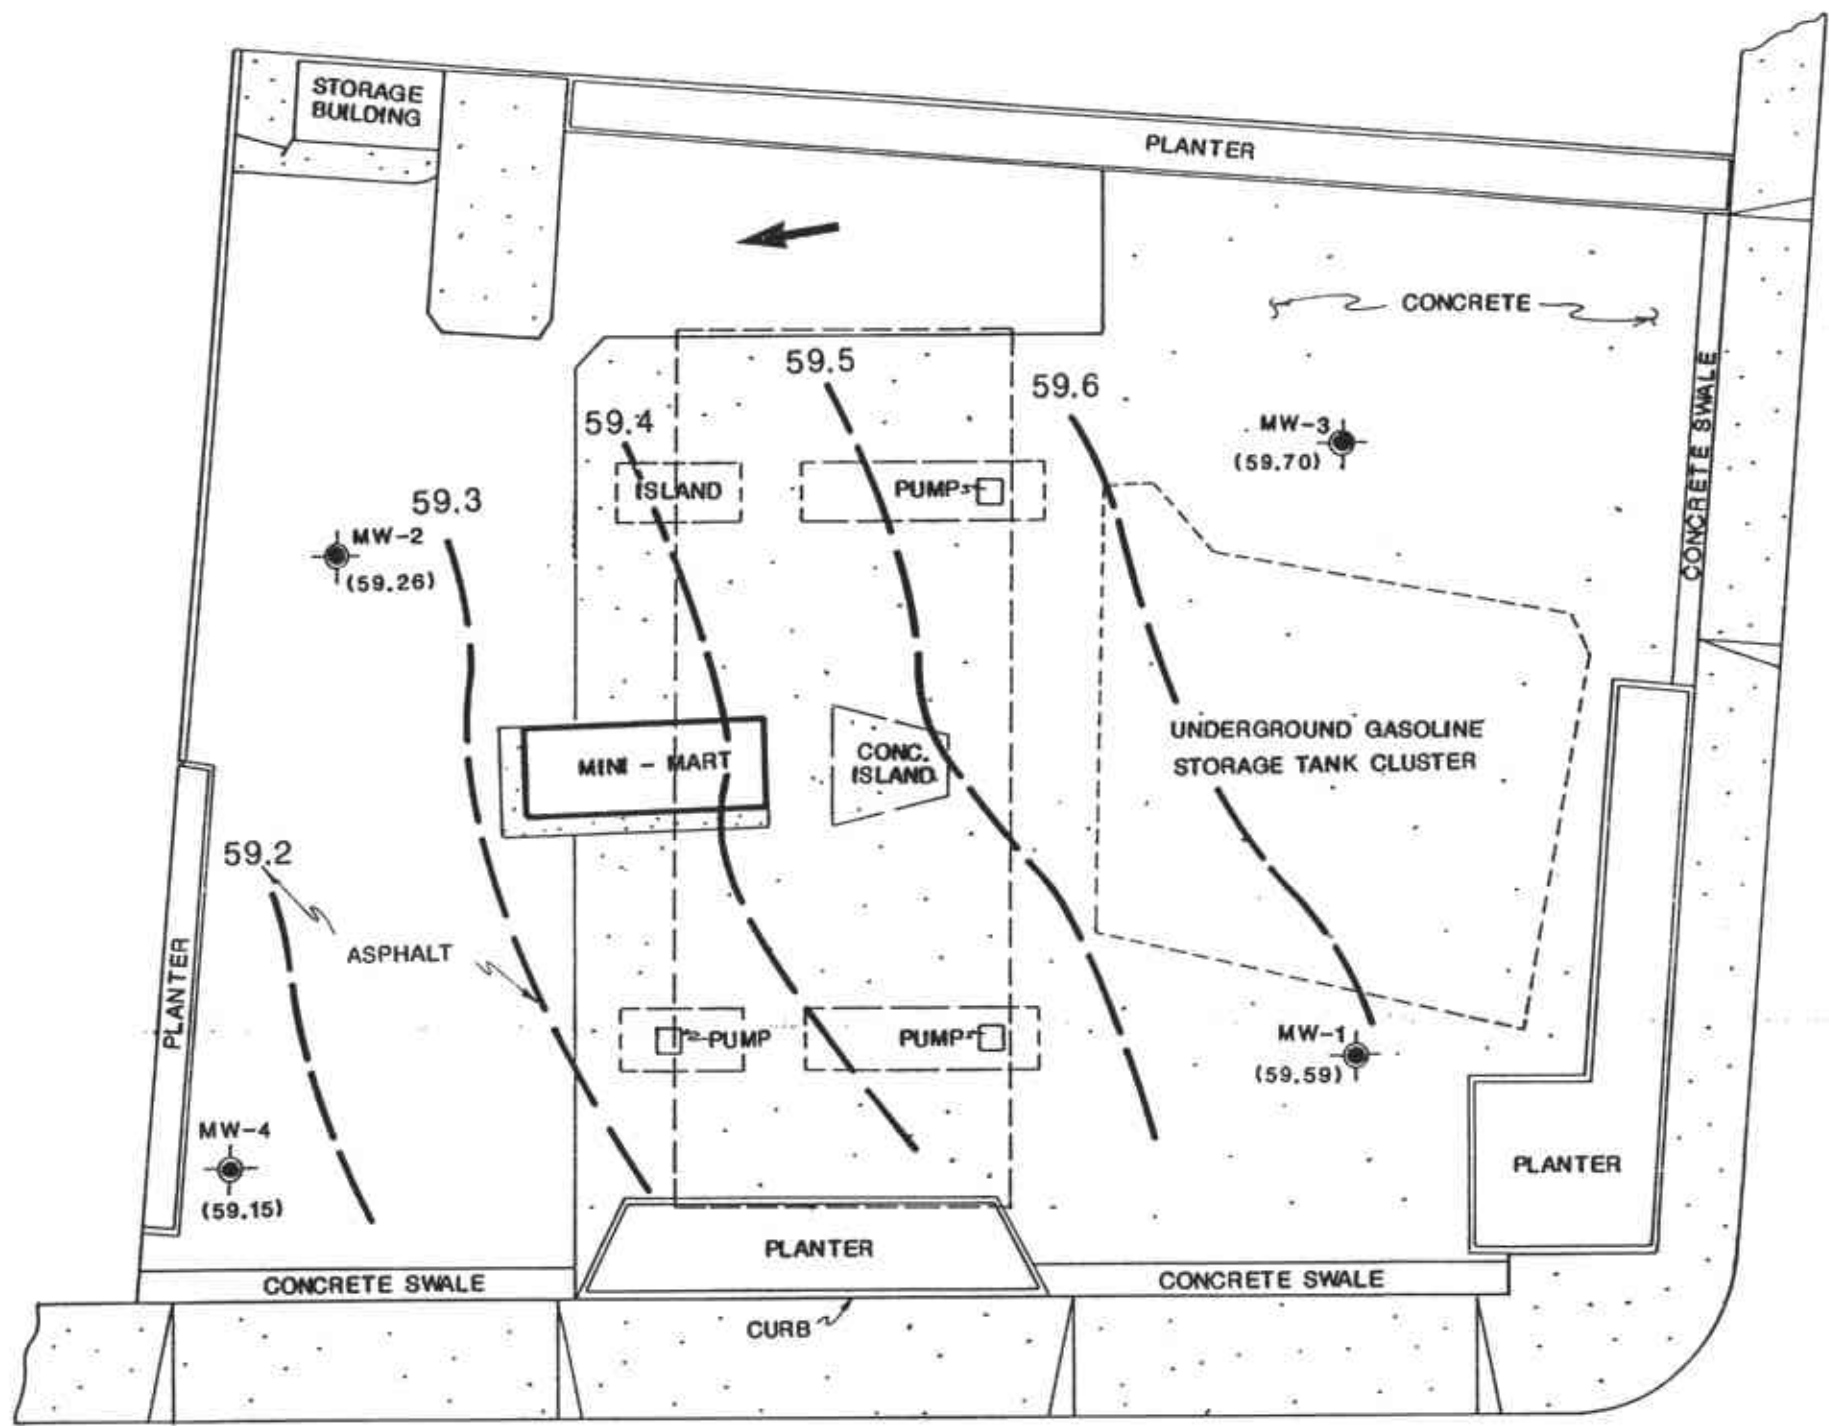 STORAGE
BUILDING
PLANTER
CONCRETE
59.5
59.6
59.4
MW-3
(59.70)
CONCRETE SWALE
59.3
ISLAND
PUMP
MW-2
(59.26)
UNDERGROUND GASOLINE
STORAGE TANK CLUSTER
MINI - MART
CONC.
ISLAND
59.2
ASPHALT
PLANTER
PUMP
PUMP
MW-1
(59.59)
MW-4
(59.15)
PLANTER
PLANTER
CONCRETE SWALE
CONCRETE SWALE
CURB